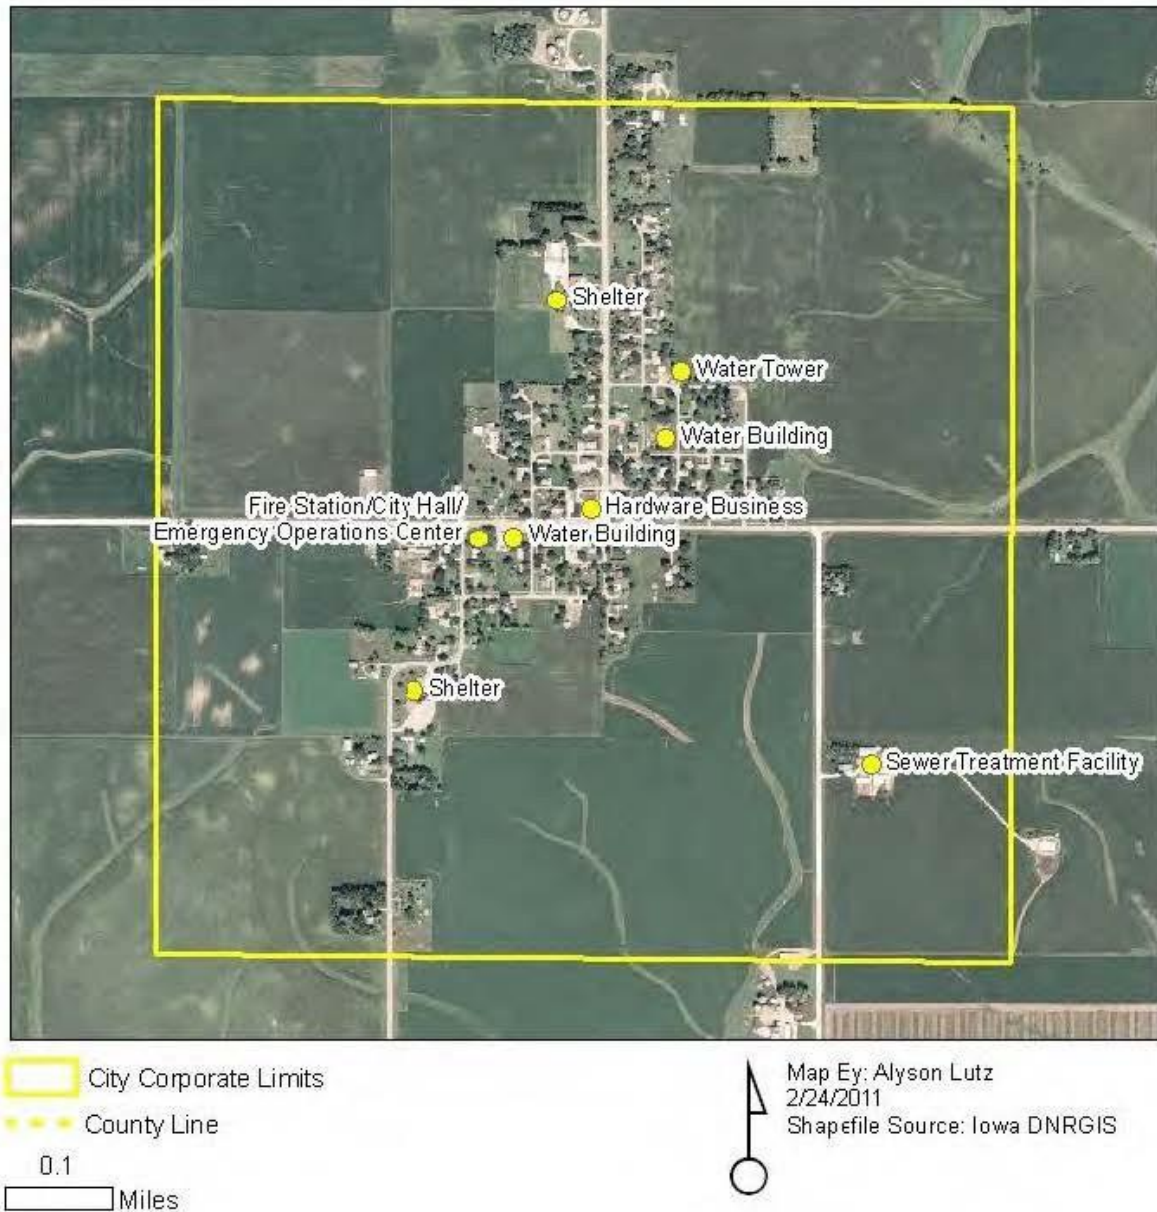 Shelter
Water Tower
Water Building
Hardware Business
Fire Station/City Hall/
Emergency Operations Center
Water Building
Shelter
Sewer Treatment Facility
City Corporate Limits
County Line
0.1
Miles
Map Ey: Alyson Lutz
2/24/2011
Shapefile Source: Iowa DNRGIS